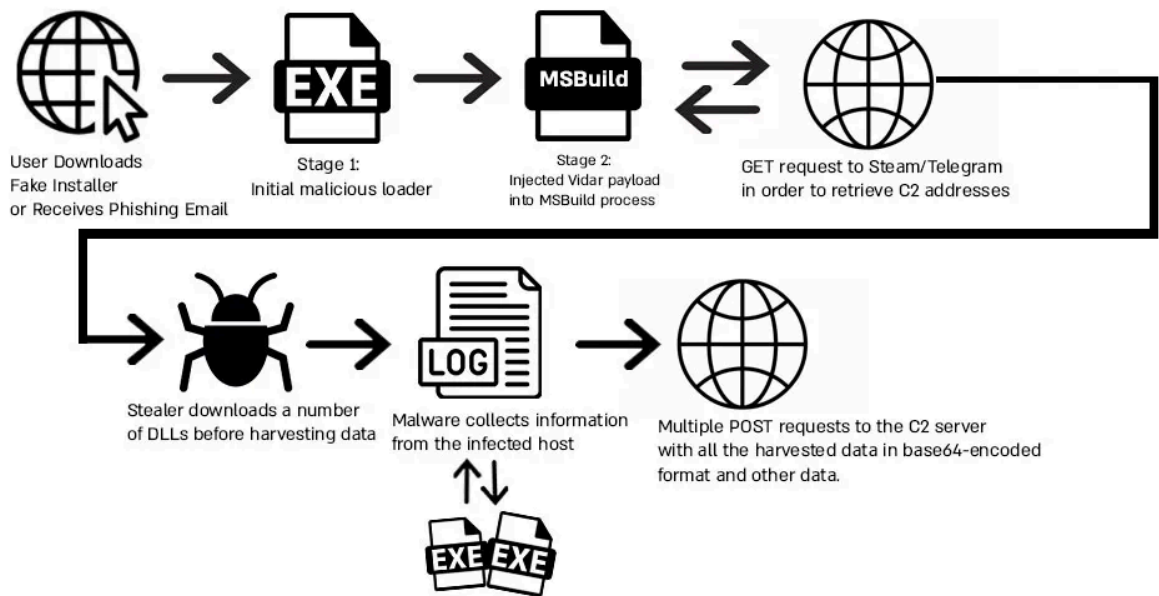 User Downloads
Fake Installer
or Receives Phishing Email
EXE
Stage 1:
Initial malicious loader
MSBuild
Stage 2:
Injected Vidar payload
into MSBuild process
GET request to Steam/Telegram
in order to retrieve C2 addresses
Stealer downloads a number
of DLLs before harvesting data
LOG
Malware collects information
from the infected host
EXE
EXE
Multiple POST requests to the C2 server
with all the harvested data in base64-encoded
format and other data.